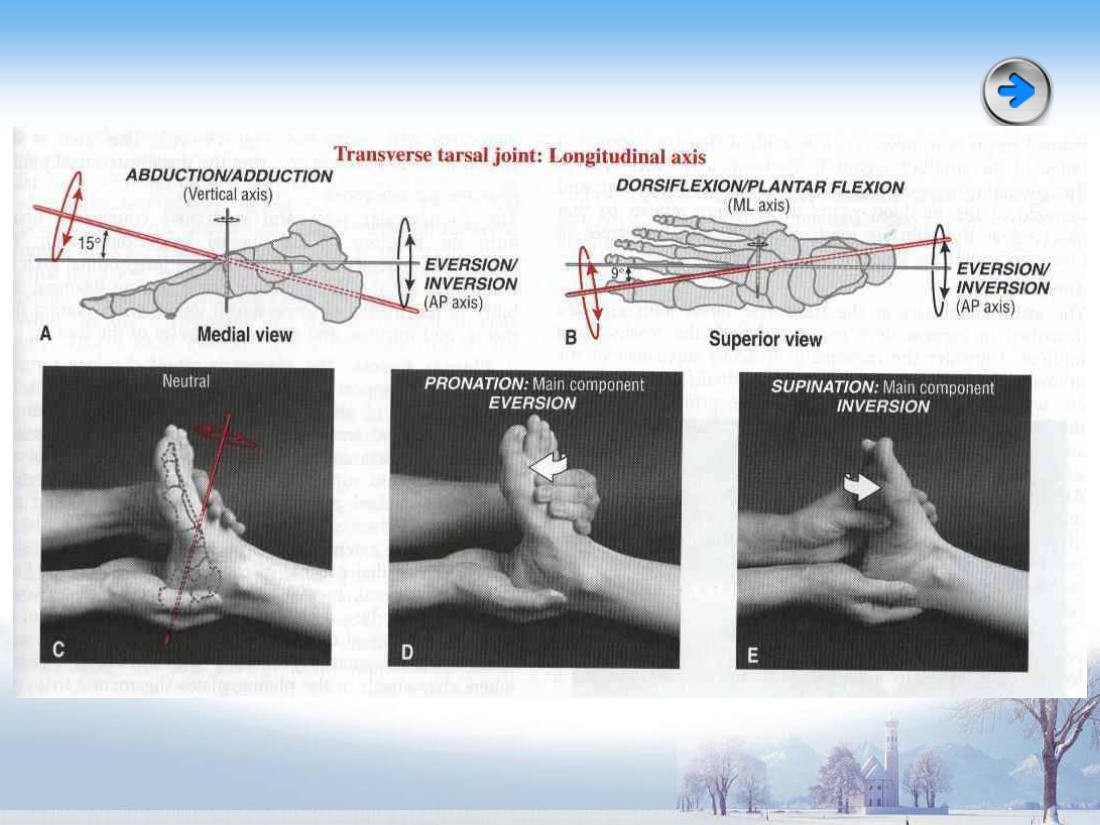 Transverse tarsal joint: Longitudinal axis
ABDUCTION/ADDUCTION
(Vertical axis)
15°
EVERSION/
INVERSION
(AP axis)
A
Medial view
DORSIFLEXION/PLANTAR FLEXION
(ML axis)
9°
EVERSION/
INVERSION
(AP axis)
B
Superior view
Neutral
C
PRONATION: Main component
EVERSION
D
SUPINATION: Main component
INVERSION
E